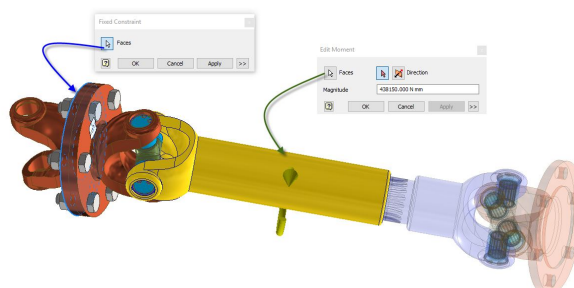 Fixed Constraint
Faces
OK Cancel Apply >>
Edit Moment
Faces Direction
Magnitude 438150.000 N mm
OK Cancel Apply >>